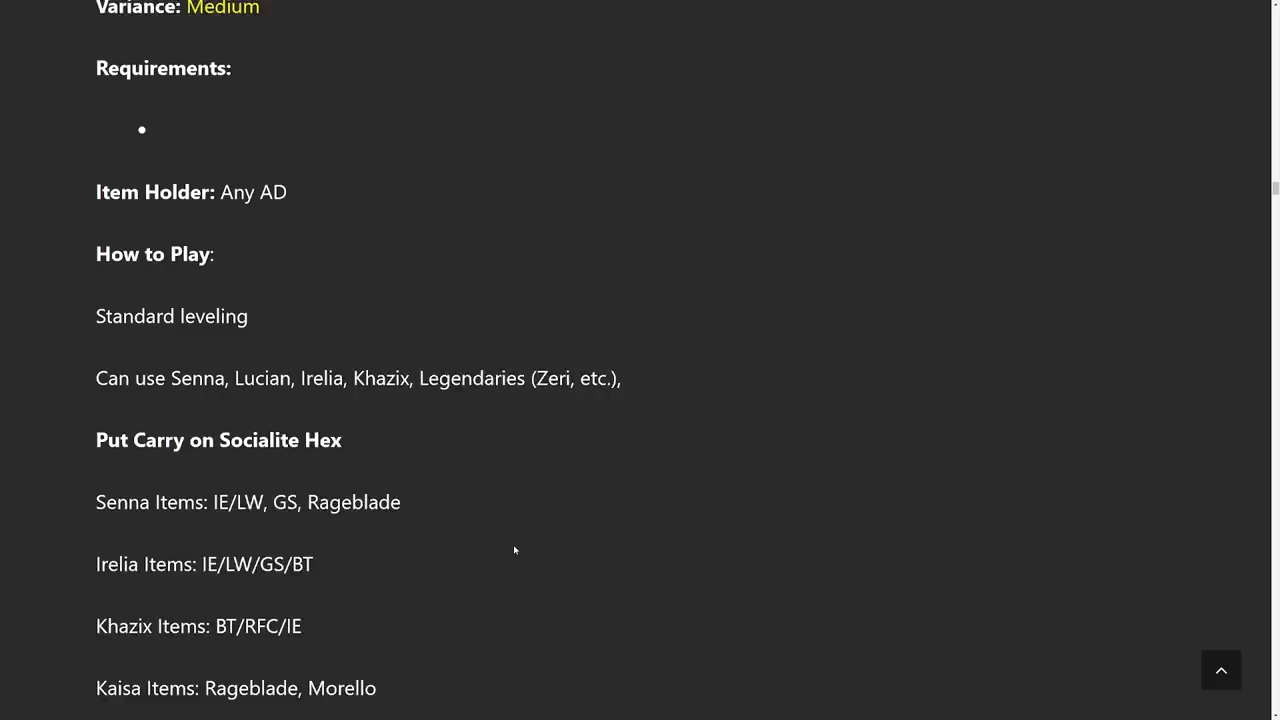 Variance: Medium
Requirements:
•
Item Holder: Any AD
How to Play:
Standard leveling
Can use Senna, Lucian, Irelia, Khazix, Legendaries (Zeri, etc.),
Put Carry on Socialite Hex
Senna Items: IE/LW, GS, Rageblade
Irelia Items: IE/LW/GS/BT
Khazix Items: BT/RFC/IE
Kaisa Items: Rageblade, Morello